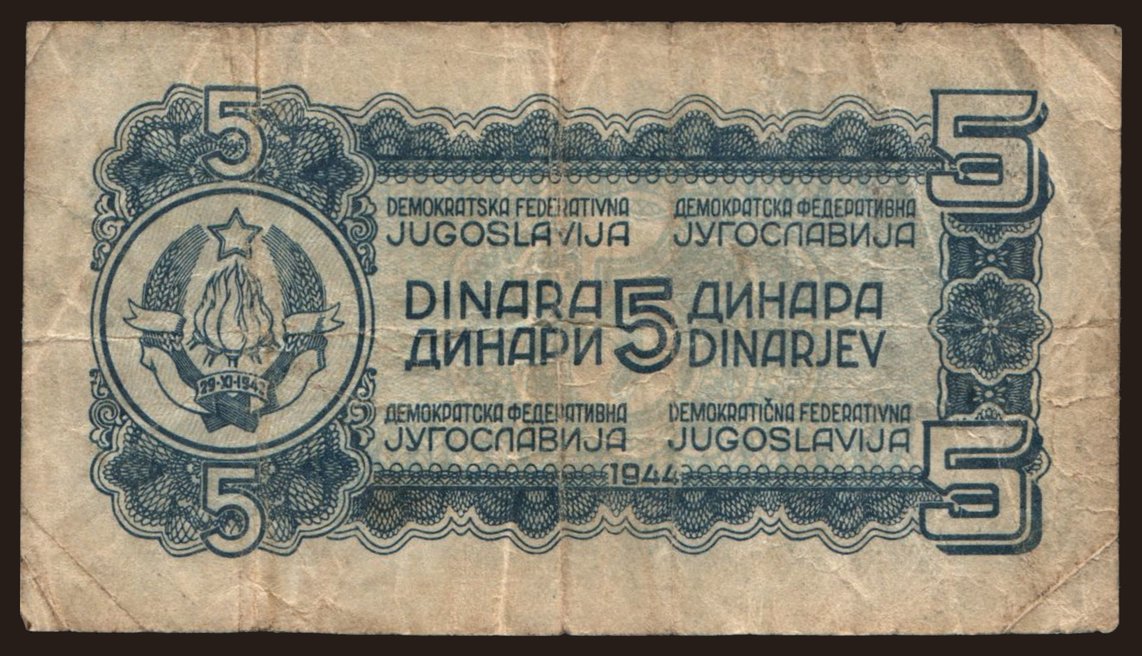 5
5
DEMOKRATSKA FEDERATIVNA
JUGOSLAVIJA
ДЕМОКРАТСКА ФЕДЕРАТИВНА
ЈУГОСЛАВИЈА
DINARA 5 ДИНАРА
ДИНАРИ DINARJEV
29·XI·1943
ДЕМОКРАТСКА ФЕДЕРАТИВНА
ЈУГОСЛАВИЈА
DEMOKRATIČNA FEDERATIVNA
JUGOSLAVIJA
1944
5
5